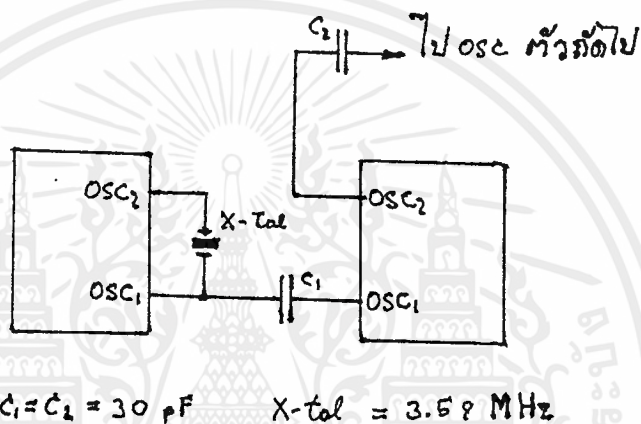 C₂
ไป OSC ตัวถัดไป
OSC₂
X-tal
OSC₁
C₁
OSC₂
OSC₁
C₁ = C₂ = 30 pF X-tal = 3.58 MHz